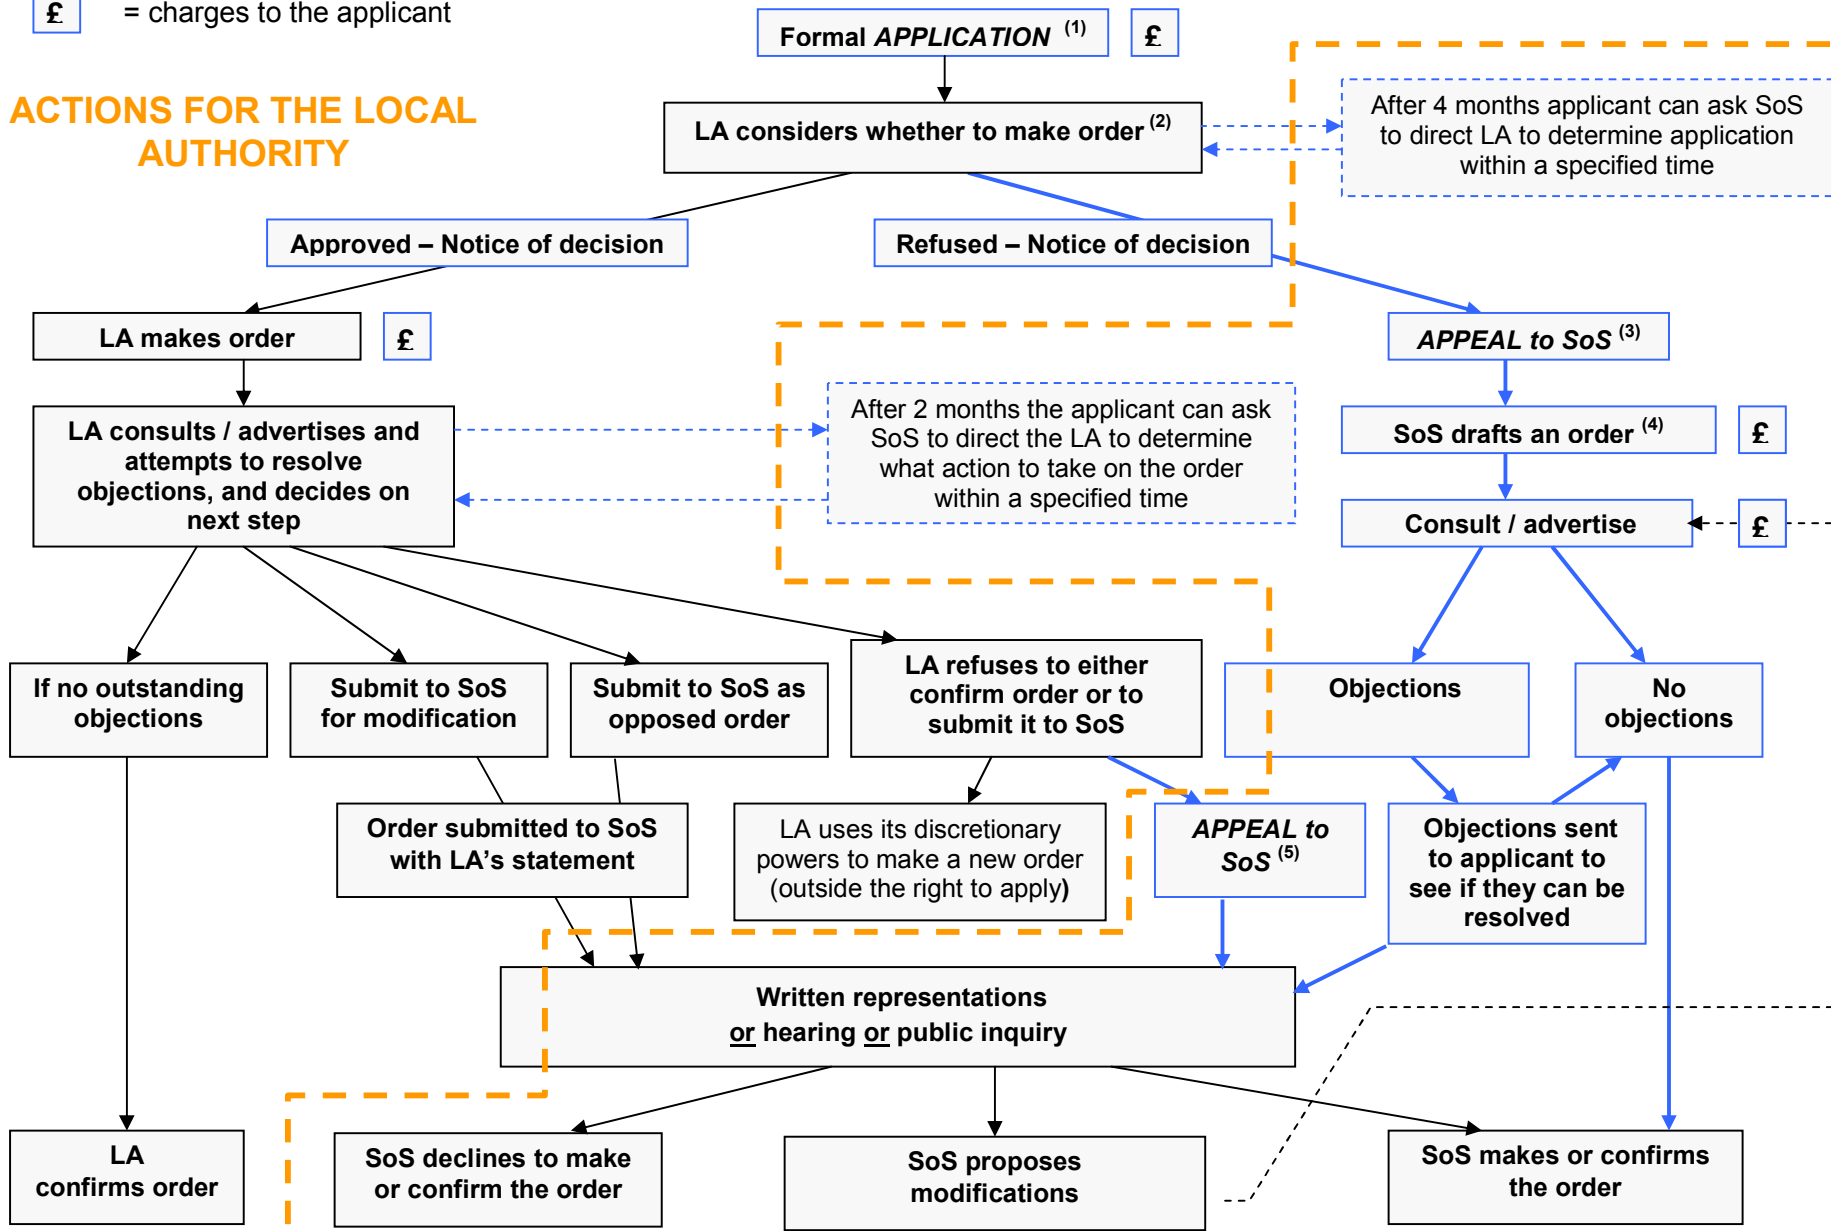 £ = charges to the applicant
Formal APPLICATION (1) £
ACTIONS FOR THE LOCAL
AUTHORITY
LA considers whether to make order (2)
After 4 months applicant can ask SoS
to direct LA to determine application
within a specified time
Approved – Notice of decision
Refused – Notice of decision
LA makes order £
APPEAL to SoS (3)
LA consults / advertises and
attempts to resolve
objections, and decides on
next step
After 2 months the applicant can ask
SoS to direct the LA to determine
what action to take on the order
within a specified time
SoS drafts an order (4) £
Consult / advertise £
If no outstanding
objections
Submit to SoS
for modification
Submit to SoS as
opposed order
LA refuses to either
confirm order or to
submit it to SoS
Objections
No
objections
Order submitted to SoS
with LA’s statement
LA uses its discretionary
powers to make a new order
(outside the right to apply)
APPEAL to
SoS (5)
Objections sent
to applicant to
see if they can be
resolved
Written representations
or hearing or public inquiry
LA
confirms order
SoS declines to make
or confirm the order
SoS proposes
modifications
SoS makes or confirms
the order